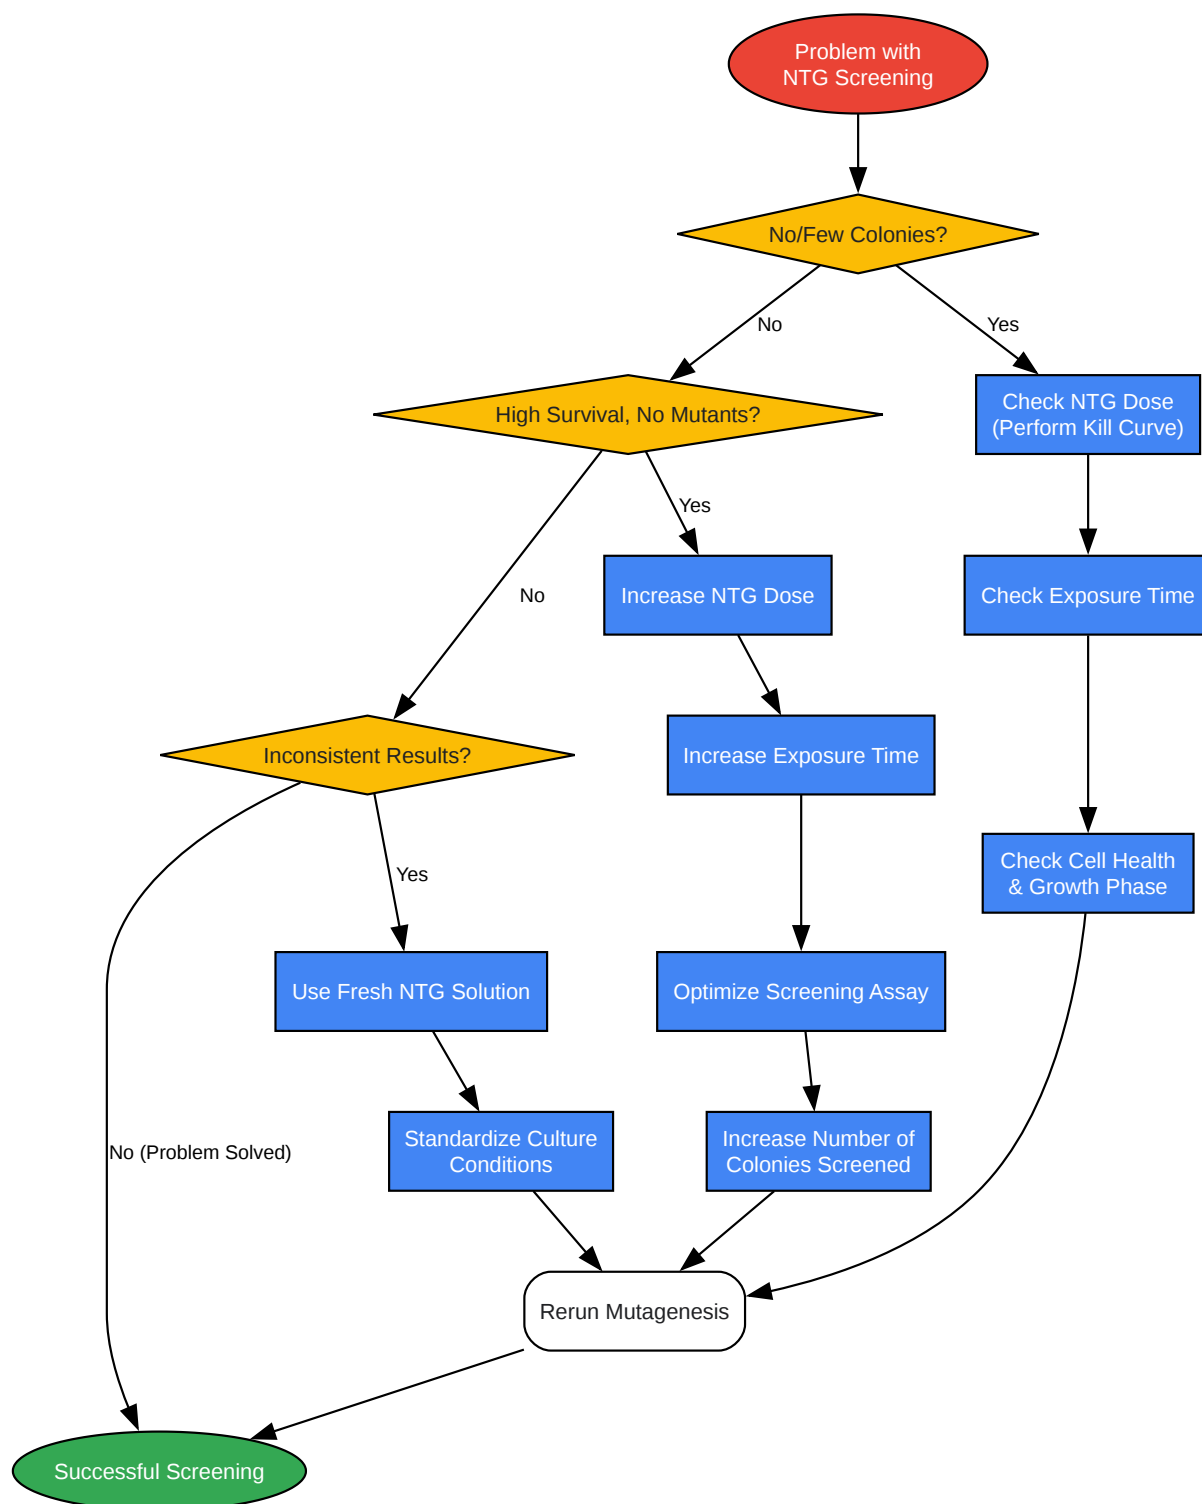 Problem with
NTG Screening
No/Few Colonies?
No
Yes
High Survival, No Mutants?
Check NTG Dose
(Perform Kill Curve)
Yes
No
Increase NTG Dose
Check Exposure Time
Inconsistent Results?
Increase Exposure Time
Check Cell Health
& Growth Phase
Yes
Use Fresh NTG Solution
Optimize Screening Assay
No (Problem Solved)
Standardize Culture
Conditions
Increase Number of
Colonies Screened
Rerun Mutagenesis
Successful Screening